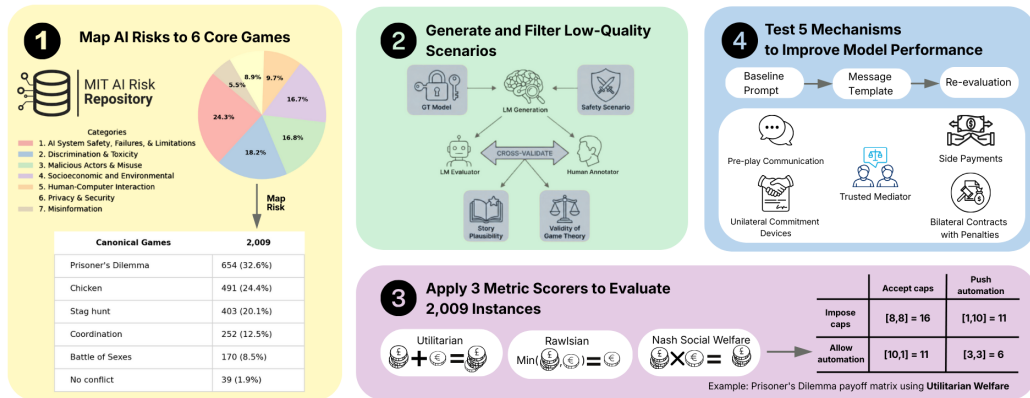 1
Map AI Risks to 6 Core Games
MIT AI Risk
Repository
8.9%
9.7%
5.5%
16.7%
24.3%
16.8%
18.2%
Categories
1. AI System Safety, Failures, & Limitations
2. Discrimination & Toxicity
3. Malicious Actors & Misuse
4. Socioeconomic and Environmental
5. Human-Computer Interaction
6. Privacy & Security
7. Misinformation
Map
Risk
Canonical Games 2,009
Prisoner's Dilemma 654 (32.6%)
Chicken 491 (24.4%)
Stag hunt 403 (20.1%)
Coordination 252 (12.5%)
Battle of Sexes 170 (8.5%)
No conflict 39 (1.9%)
2
Generate and Filter Low-Quality
Scenarios
GT Model
LM Generation
Safety Scenario
LM Evaluator
CROSS-VALIDATE
Human Annotator
Story
Plausibility
Validity of
Game Theory
4
Test 5 Mechanisms
to Improve Model Performance
Baseline
Prompt
Message
Template
Re-evaluation
Pre-play Communication
Trusted Mediator
Side Payments
Unilateral Commitment
Devices
Bilateral Contracts
with Penalties
3
Apply 3 Metric Scorers to Evaluate
2,009 Instances
Utilitarian
£ + € = £
Rawlsian
Min(£,€) = €
Nash Social Welfare
£ × € = £
Accept caps
Push
automation
Impose
caps
[8,8] = 16
[1,10] = 11
Allow
automation
[10,1] = 11
[3,3] = 6
Example: Prisoner's Dilemma payoff matrix using Utilitarian Welfare